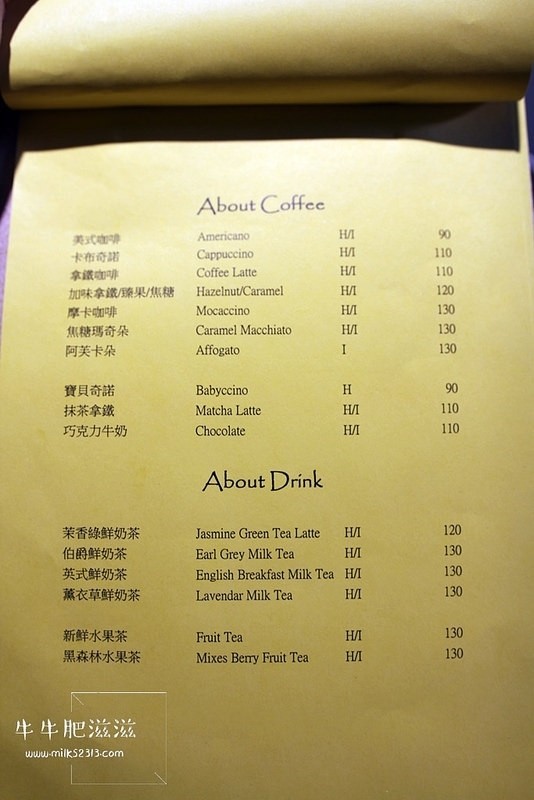 About Coffee
美式咖啡 Americano H/I 90
卡布奇諾 Cappuccino H/I 110
拿鐵咖啡 Coffee Latte H/I 110
加味拿鐵/臻果/焦糖 Hazelnut/Caramel H/I 120
摩卡咖啡 Mocaccino H/I 130
焦糖瑪奇朵 Caramel Macchiato H/I 130
阿芙卡朵 Affogato I 130
寶貝奇諾 Babyccino H 90
抹茶拿鐵 Matcha Latte H/I 110
巧克力牛奶 Chocolate H/I 110
About Drink
茉香綠鮮奶茶 Jasmine Green Tea Latte H/I 120
伯爵鮮奶茶 Earl Grey Milk Tea H/I 130
英式鮮奶茶 English Breakfast Milk Tea H/I 130
薰衣草鮮奶茶 Lavendar Milk Tea H/I 130
新鮮水果茶 Fruit Tea H/I 130
黑森林水果茶 Mixes Berry Fruit Tea H/I 130
牛牛肥滋滋
www.milk52313.com